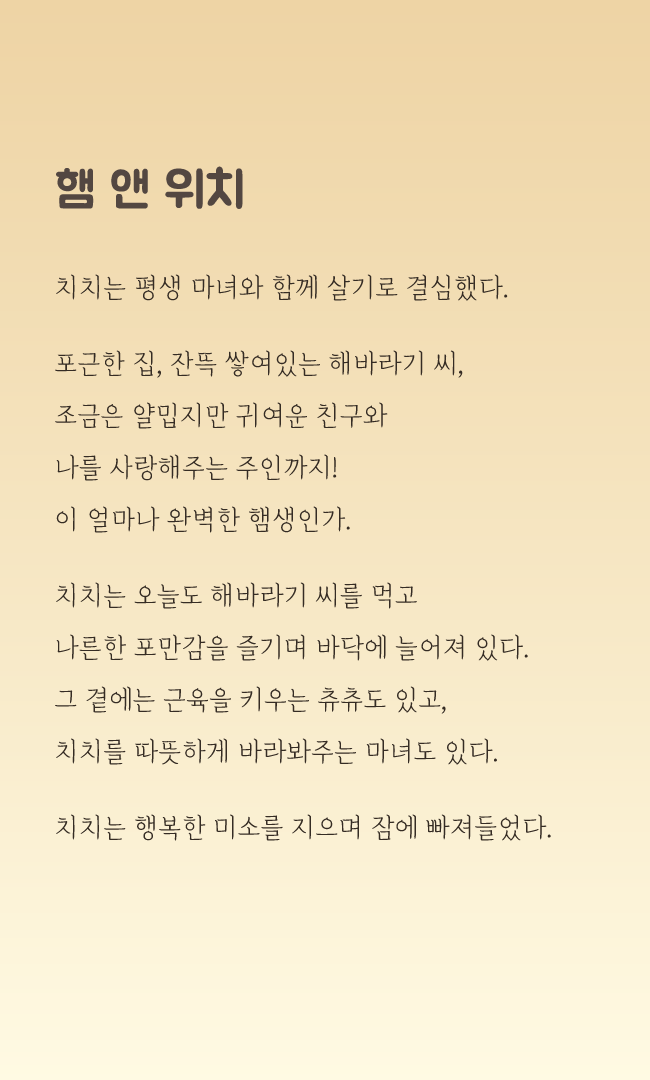 햄 앤 위치
치치는 평생 마녀와 함께 살기로 결심했다.
포근한 집, 잔뜩 쌓여있는 해바라기 씨,
조금은 얄밉지만 귀여운 친구와
나를 사랑해주는 주인까지!
이 얼마나 완벽한 햄생인가.
치치는 오늘도 해바라기 씨를 먹고
나른한 포만감을 즐기며 바닥에 늘어져 있다.
그 곁에는 근육을 키우는 츄츄도 있고,
치치를 따뜻하게 바라봐주는 마녀도 있다.
치치는 행복한 미소를 지으며 잠에 빠져들었다.